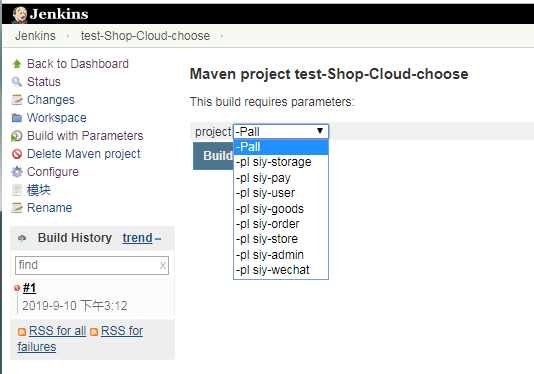 Jenkins
Jenkins test-Shop-Cloud-choose
Back to Dashboard
Status
Changes
Workspace
Build with Parameters
Delete Maven project
Configure
模块
Rename
Build History trend
find x
#1
2019-9-10 下午3:12
RSS for all RSS for
failures
Maven project test-Shop-Cloud-choose
This build requires parameters:
project -Pall
Build
-Pall
-pl siy-storage
-pl siy-pay
-pl siy-user
-pl siy-goods
-pl siy-order
-pl siy-store
-pl siy-admin
-pl siy-wechat